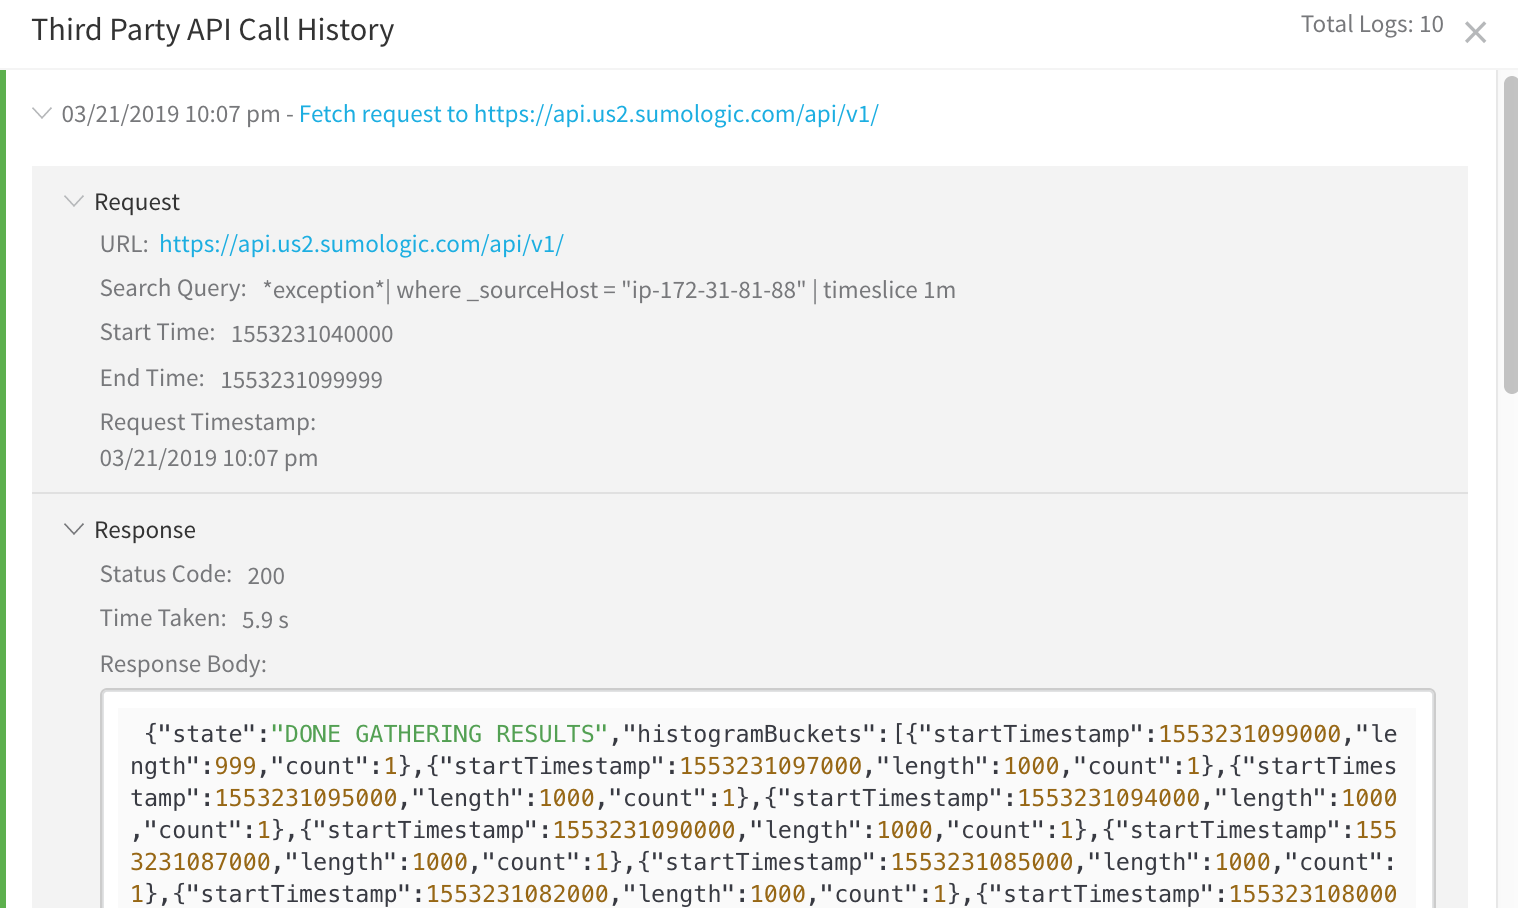 Third Party API Call History
Total Logs: 10
03/21/2019 10:07 pm - Fetch request to https://api.us2.sumologic.com/api/v1/
Request
URL: https://api.us2.sumologic.com/api/v1/
Search Query: *exception*| where _sourceHost = "ip-172-31-81-88" | timeslice 1m
Start Time: 1553231040000
End Time: 1553231099999
Request Timestamp:
03/21/2019 10:07 pm
Response
Status Code: 200
Time Taken: 5.9 s
Response Body:
{"state":"DONE GATHERING RESULTS","histogramBuckets":[{"startTimestamp":1553231099000,"le
ngth":999,"count":1},{"startTimestamp":1553231097000,"length":1000,"count":1},{"startTimes
tamp":1553231095000,"length":1000,"count":1},{"startTimestamp":1553231094000,"length":1000
,"count":1},{"startTimestamp":1553231090000,"length":1000,"count":1},{"startTimestamp":155
3231087000,"length":1000,"count":1},{"startTimestamp":1553231085000,"length":1000,"count":
1},{"startTimestamp":1553231082000,"length":1000,"count":1},{"startTimestamp":155323108000